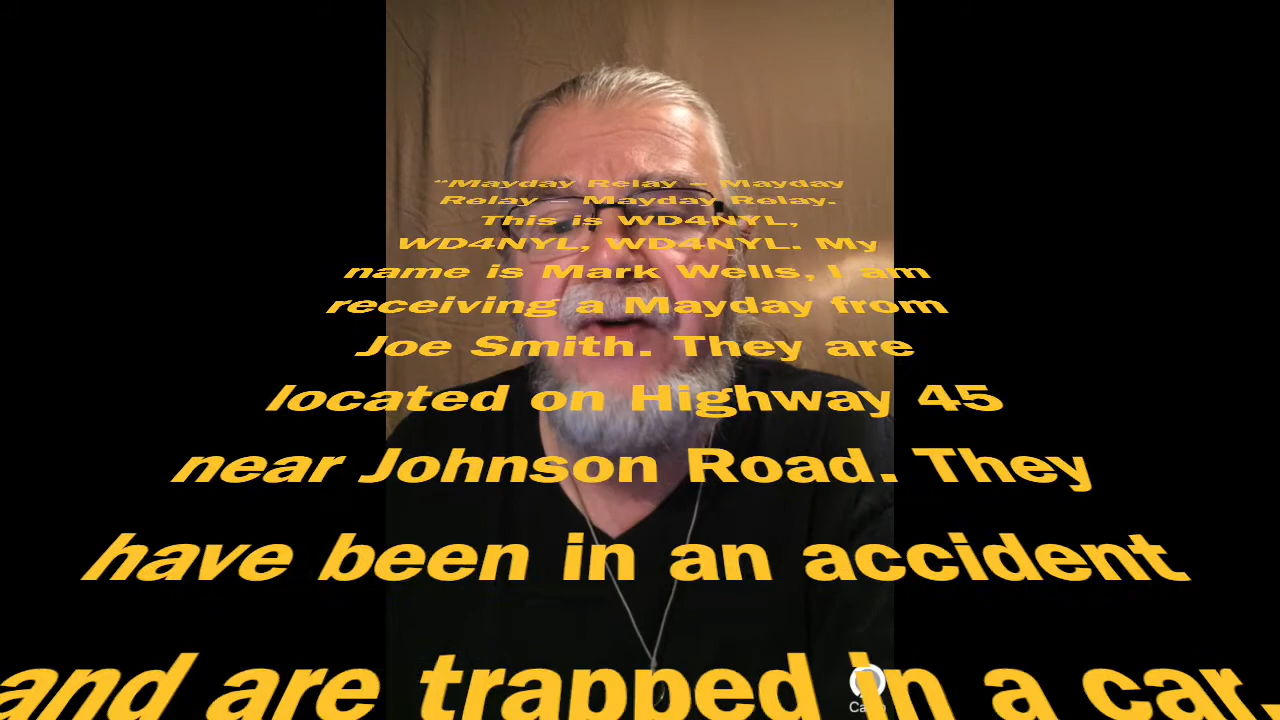 “Mayday Relay – Mayday
Relay – Mayday Relay.
This is WD4NYL,
WD4NYL, WD4NYL. My
name is Mark Wells, I am
receiving a Mayday from
Joe Smith. They are
located on Highway 45
near Johnson Road. They
have been in an accident
and are trapped in a car.